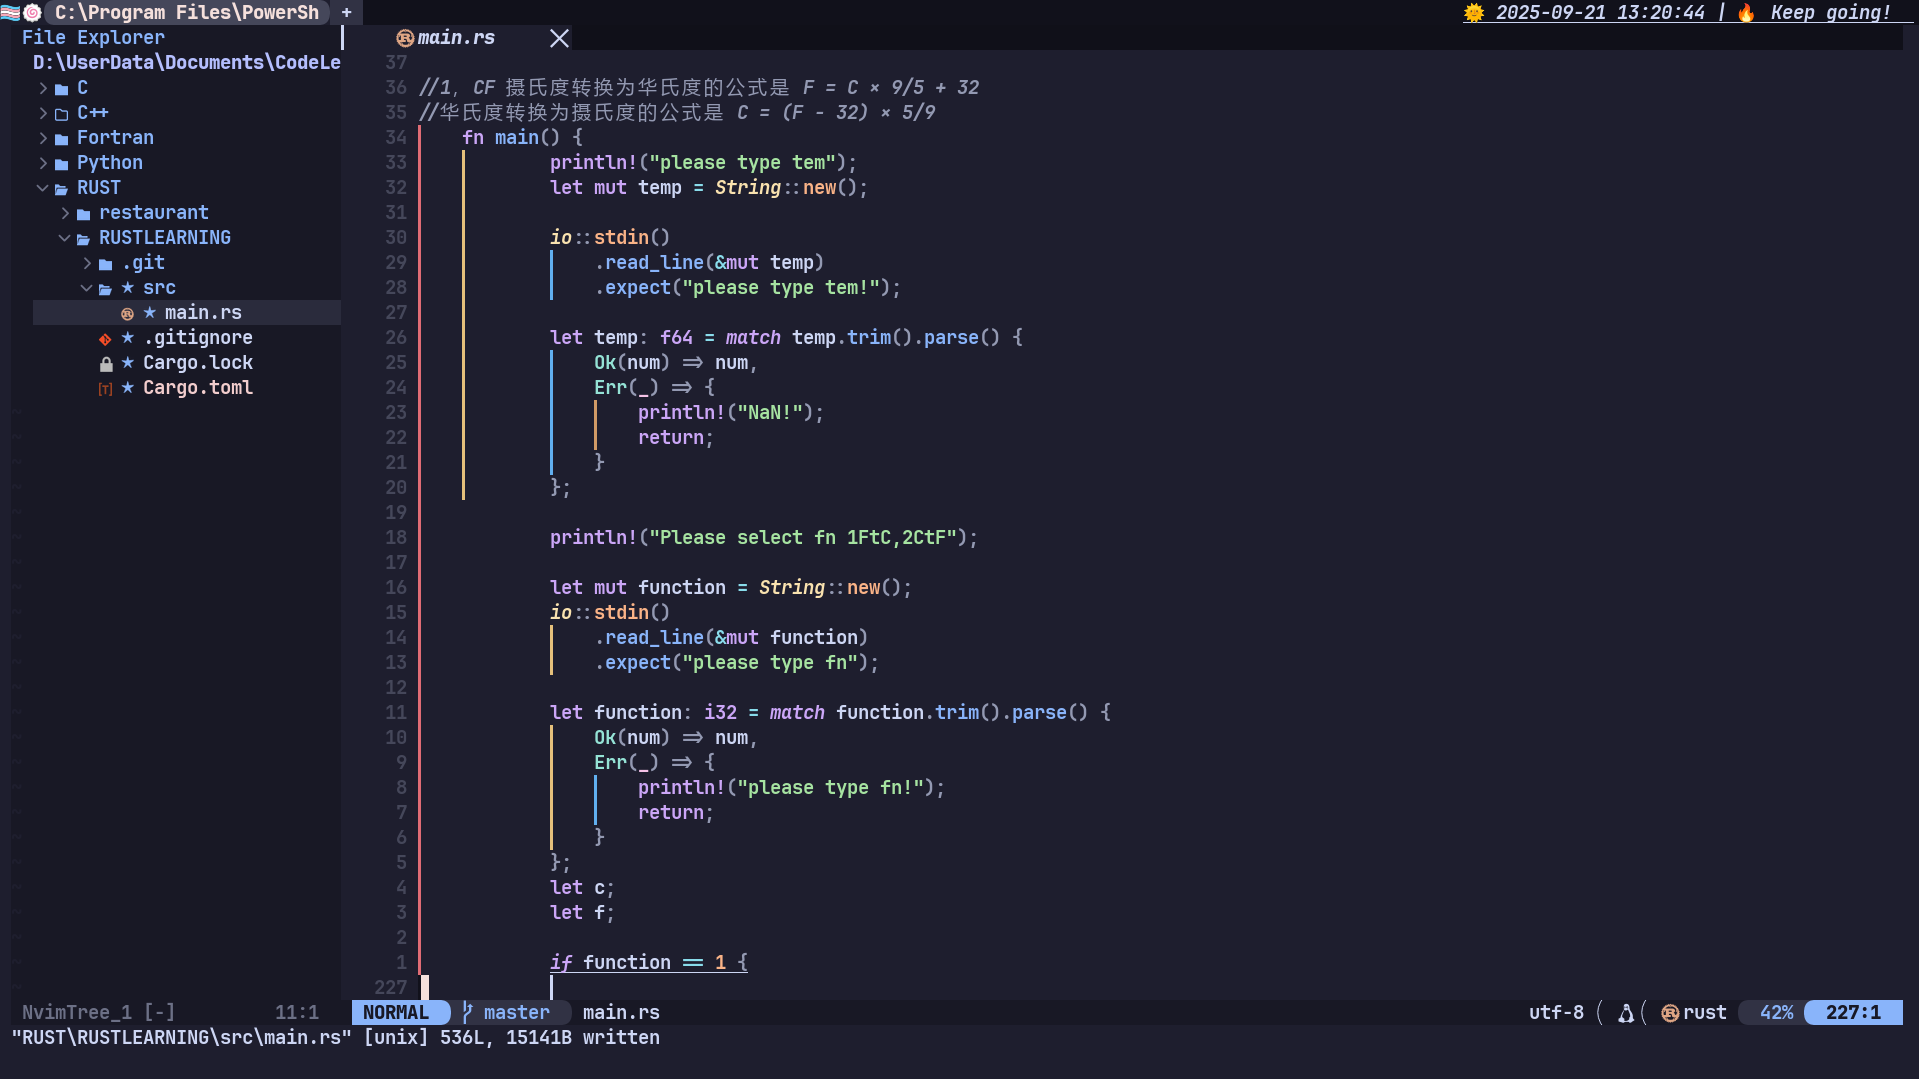 C:\Program Files\PowerSh +
🌞 2025-09-21 13:20:44 | 🔥 Keep going!
File Explorer
D:\UserData\Documents\CodeLe
C
C++
Fortran
Python
RUST
restaurant
RUSTLEARNING
.git
★ src
★ main.rs
★ .gitignore
★ Cargo.lock
[T] ★ Cargo.toml
NvimTree_1 [-] 11:1
main.rs
37
36 //1, CF 摄氏度转换为华氏度的公式是 F = C × 9/5 + 32
35 //华氏度转换为摄氏度的公式是 C = (F - 32) × 5/9
34 fn main() {
33 println!("please type tem");
32 let mut temp = String::new();
31
30 io::stdin()
29 .read_line(&mut temp)
28 .expect("please type tem!");
27
26 let temp: f64 = match temp.trim().parse() {
25 Ok(num) => num,
24 Err(_) => {
23 println!("NaN!");
22 return;
21 }
20 };
19
18 println!("Please select fn 1FtC,2CtF");
17
16 let mut function = String::new();
15 io::stdin()
14 .read_line(&mut function)
13 .expect("please type fn");
12
11 let function: i32 = match function.trim().parse() {
10 Ok(num) => num,
9 Err(_) => {
8 println!("please type fn!");
7 return;
6 }
5 };
4 let c;
3 let f;
2
1 if function == 1 {
227
NORMAL master main.rs utf-8 rust 42% 227:1
"RUST\RUSTLEARNING\src\main.rs" [unix] 536L, 15141B written